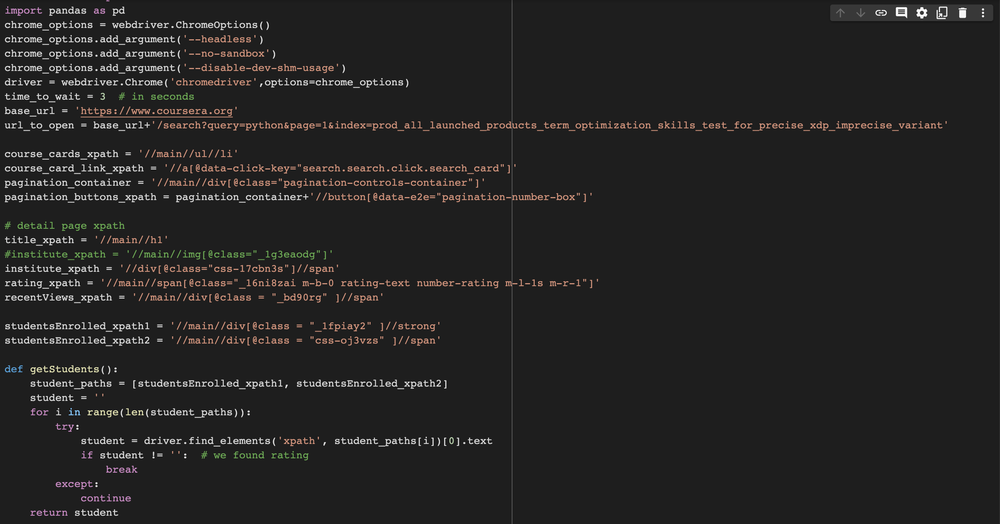 import pandas as pd
chrome_options = webdriver.ChromeOptions()
chrome_options.add_argument('--headless')
chrome_options.add_argument('--no-sandbox')
chrome_options.add_argument('--disable-dev-shm-usage')
driver = webdriver.Chrome('chromedriver',options=chrome_options)
time_to_wait = 3  # in seconds
base_url = 'https://www.coursera.org'
url_to_open = base_url+'/search?query=python&page=1&index=prod_all_launched_products_term_optimization_skills_test_for_precise_xdp_imprecise_variant'

course_cards_xpath = '//main//ul//li'
course_card_link_xpath = '//a[@data-click-key="search.search.click.search_card"]'
pagination_container = '//main//div[@class="pagination-controls-container"]'
pagination_buttons_xpath = pagination_container+'//button[@data-e2e="pagination-number-box"]'

# detail page xpath
title_xpath = '//main//h1'
#institute_xpath = '//main//img[@class="_1g3eaodg"]'
institute_xpath = '//div[@class="css-17cbn3s"]//span'
rating_xpath = '//main//span[@class="_16ni8zai m-b-0 rating-text number-rating m-l-1s m-r-1"]'
recentViews_xpath = '//main//div[@class = "_bd90rg" ]//span'

studentsEnrolled_xpath1 = '//main//div[@class = "_1fpiay2" ]//strong'
studentsEnrolled_xpath2 = '//main//div[@class = "css-oj3vzs" ]//span'

def getStudents():
    student_paths = [studentsEnrolled_xpath1, studentsEnrolled_xpath2]
    student = ''
    for i in range(len(student_paths)):
        try:
            student = driver.find_elements('xpath', student_paths[i])[0].text
            if student != '':  # we found rating
                break
        except:
            continue
    return student